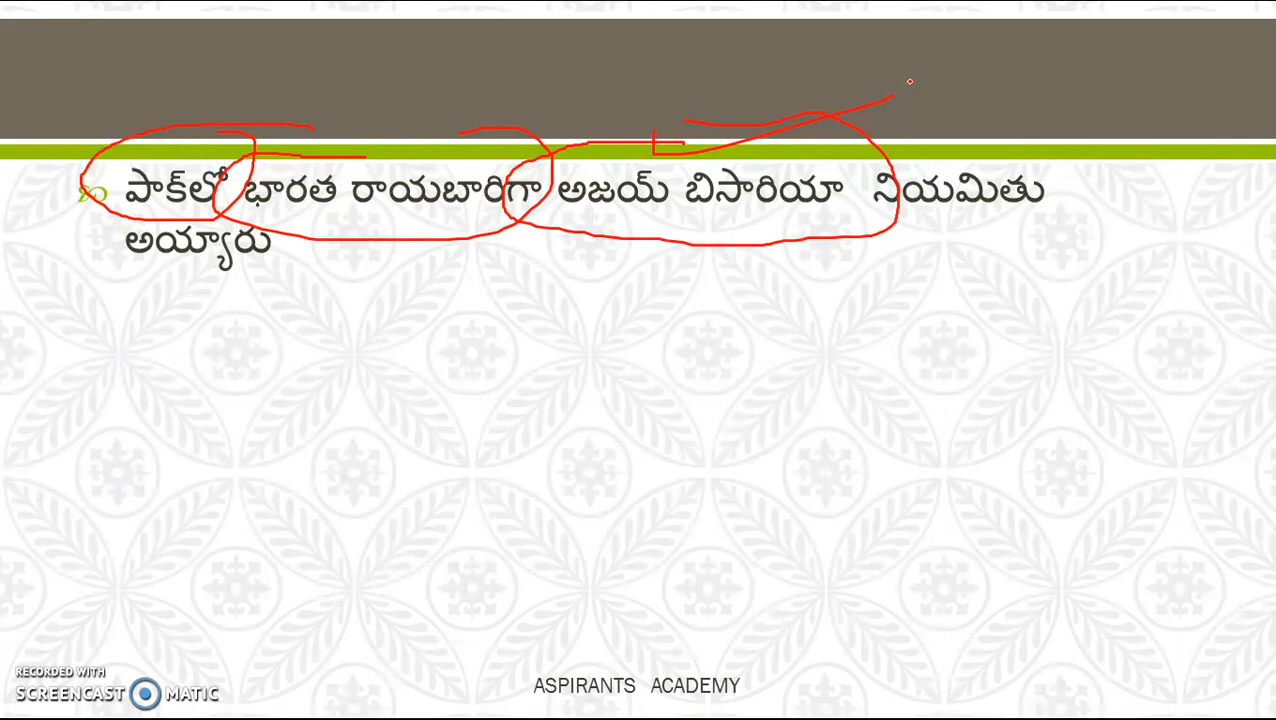 పాక్‌లో భారత రాయబారిగా అజయ్ బిసారియా నియమితు
అయ్యారు
RECORDED WITH
SCREENCAST MATIC
ASPIRANTS ACADEMY